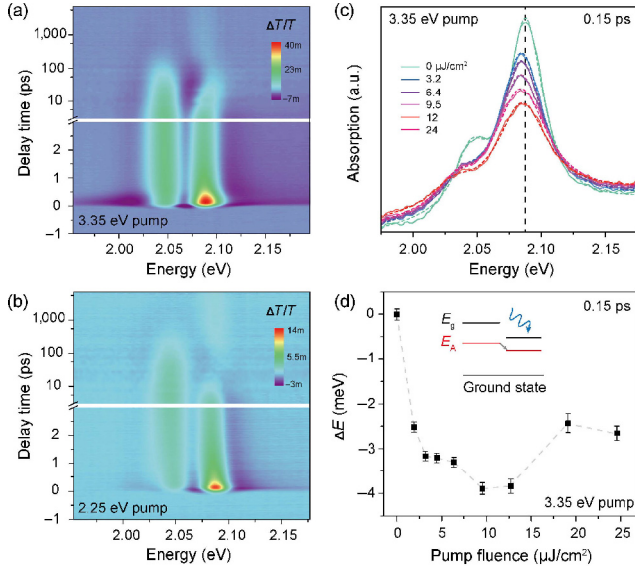 (a)
ΔT/T
40m
23m
−7m
1,000
100
10
2
1
0
−1
Delay time (ps)
3.35 eV pump
2.00
2.05
2.10
2.15
Energy (eV)
(b)
ΔT/T
14m
5.5m
−3m
1,000
100
10
2
1
0
−1
Delay time (ps)
2.25 eV pump
2.00
2.05
2.10
2.15
Energy (eV)
(c)
3.35 eV pump
0.15 ps
0 μJ/cm²
3.2
6.4
9.5
12
24
Absorption (a.u.)
2.00
2.05
2.10
2.15
Energy (eV)
(d)
0.15 ps
E_g
E_A
Ground state
0
−1
−2
−3
−4
ΔE (meV)
3.35 eV pump
0
5
10
15
20
25
Pump fluence (μJ/cm²)